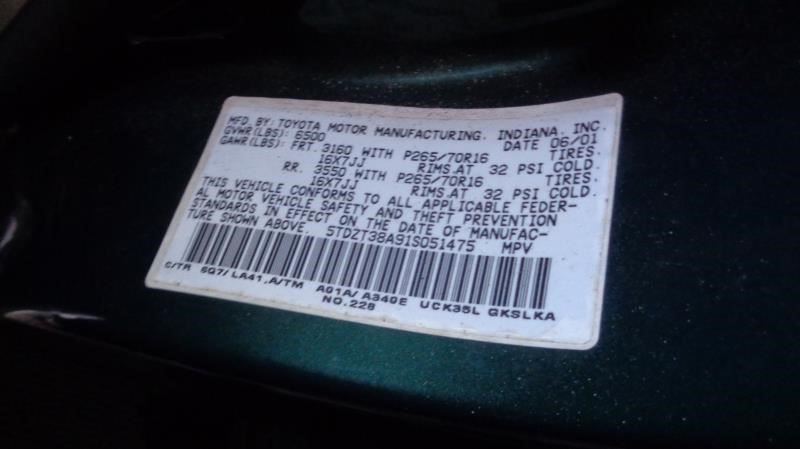 MFD. BY: TOYOTA MOTOR MANUFACTURING, INDIANA, INC.
GVWR(LBS): 6500 DATE 06/01
GAWR(LBS): FRT. 3160 WITH P265/70R16 TIRES.
16X7JJ RIMS.AT 32 PSI COLD.
RR. 3550 WITH P265/70R16 TIRES.
16X7JJ RIMS.AT 32 PSI COLD.
THIS VEHICLE CONFORMS TO ALL APPLICABLE FEDER-
AL MOTOR VEHICLE SAFETY AND THEFT PREVENTION
STANDARDS IN EFFECT ON THE DATE OF MANUFAC-
TURE SHOWN ABOVE. 5TDZT38A91S051475 MPV
C/TR 6Q7/ LA41.A/TM A01A/ A340E UCK35L GKSLKA
NO.228